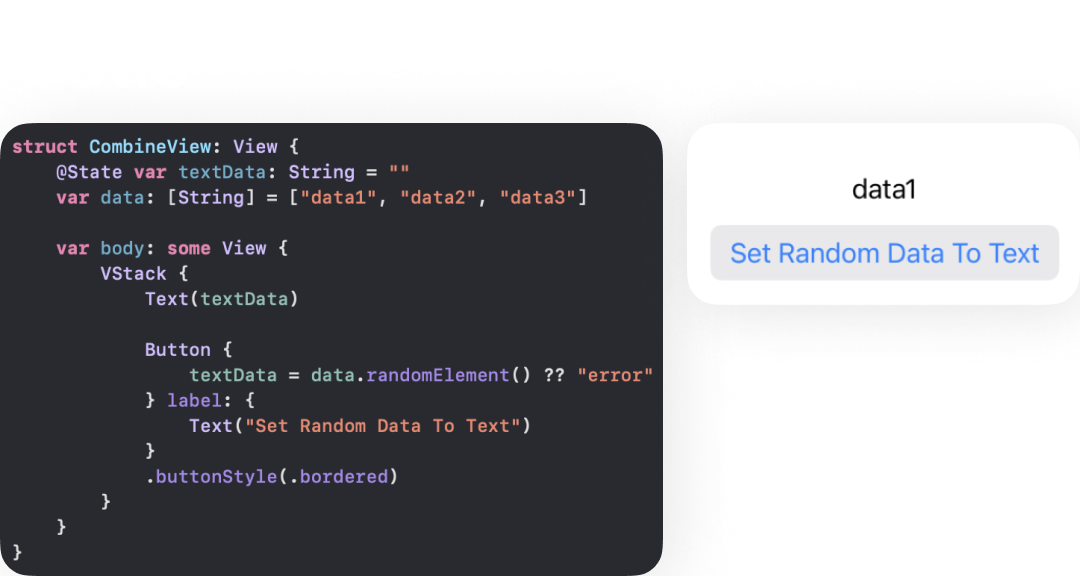 struct CombineView: View {
    @State var textData: String = ""
    var data: [String] = ["data1", "data2", "data3"]

    var body: some View {
        VStack {
            Text(textData)

            Button {
                textData = data.randomElement() ?? "error"
            } label: {
                Text("Set Random Data To Text")
            }
            .buttonStyle(.bordered)
        }
    }
}
data1
Set Random Data To Text